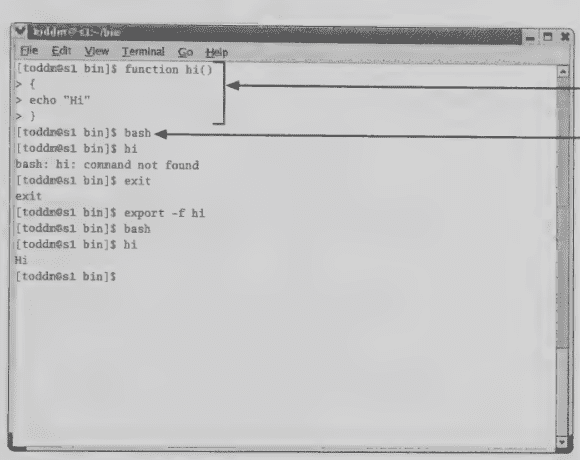 toddm@s1:~/bin
File Edit View Terminal Go Help
[toddm@s1 bin]$ function hi()
> {
> echo "Hi"
> }
[toddm@s1 bin]$ bash
[toddm@s1 bin]$ hi
bash: hi: command not found
[toddm@s1 bin]$ exit
exit
[toddm@s1 bin]$ export -f hi
[toddm@s1 bin]$ bash
[toddm@s1 bin]$ hi
Hi
[toddm@s1 bin]$